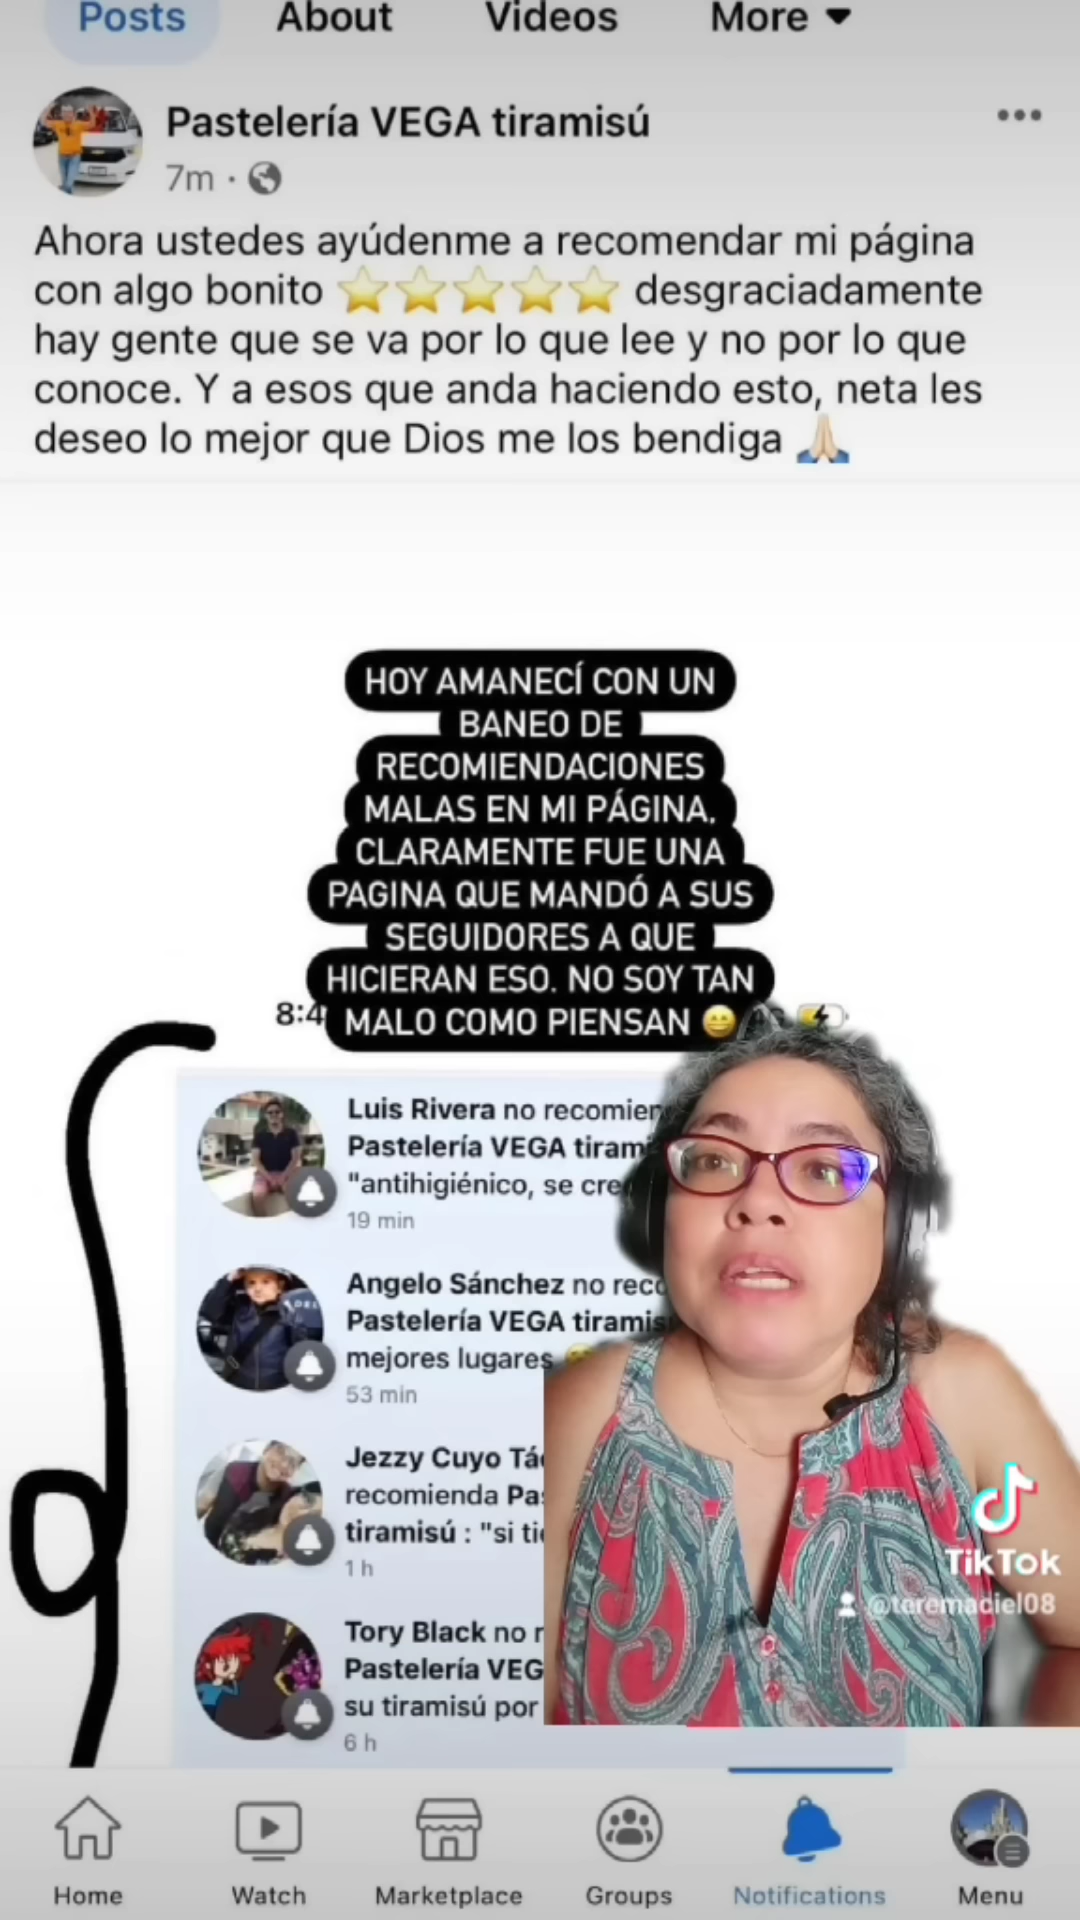 Posts About Videos More
Pastelería VEGA tiramisú
7m
Ahora ustedes ayúdenme a recomendar mi página
con algo bonito ⭐⭐⭐⭐⭐ desgraciadamente
hay gente que se va por lo que lee y no por lo que
conoce. Y a esos que anda haciendo esto, neta les
deseo lo mejor que Dios me los bendiga 🙏🏻
HOY AMANECÍ CON UN
BANEO DE
RECOMIENDACIONES
MALAS EN MI PÁGINA.
CLARAMENTE FUE UNA
PAGINA QUE MANDÓ A SUS
SEGUIDORES A QUE
HICIERAN ESO. NO SOY TAN
MALO COMO PIENSAN 😄
8:4
Luis Rivera no recomien
Pastelería VEGA tiram
"antihigiénico, se cre
19 min
Angelo Sánchez no reco
Pastelería VEGA tiramis
mejores lugares
53 min
Jezzy Cuyo Tá
recomienda Pa
tiramisú : "si ti
1 h
Tory Black no r
Pastelería VEG
su tiramisú por
6 h
TikTok
@teremaciel08
Home Watch Marketplace Groups Notifications Menu